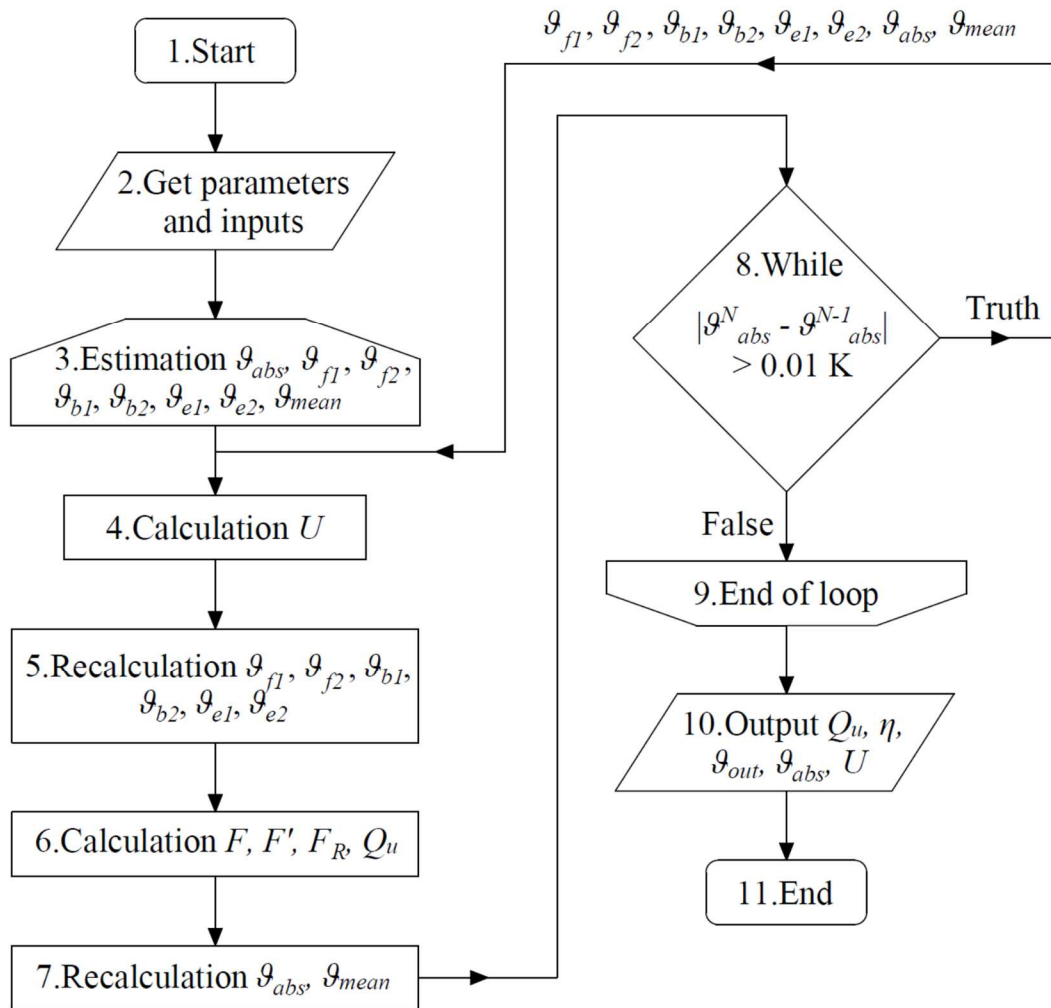 1.Start
2.Get parameters
and inputs
3.Estimation ϑabs, ϑf1, ϑf2,
ϑb1, ϑb2, ϑe1, ϑe2, ϑmean
4.Calculation U
5.Recalculation ϑf1, ϑf2, ϑb1,
ϑb2, ϑe1, ϑe2
6.Calculation F, F', FR, Qu
7.Recalculation ϑabs, ϑmean
ϑf1, ϑf2, ϑb1, ϑb2, ϑe1, ϑe2, ϑabs, ϑmean
8.While
|ϑᴺabs - ϑᴺ⁻¹abs|
> 0.01 K
Truth
False
9.End of loop
10.Output Qu, η,
ϑout, ϑabs, U
11.End